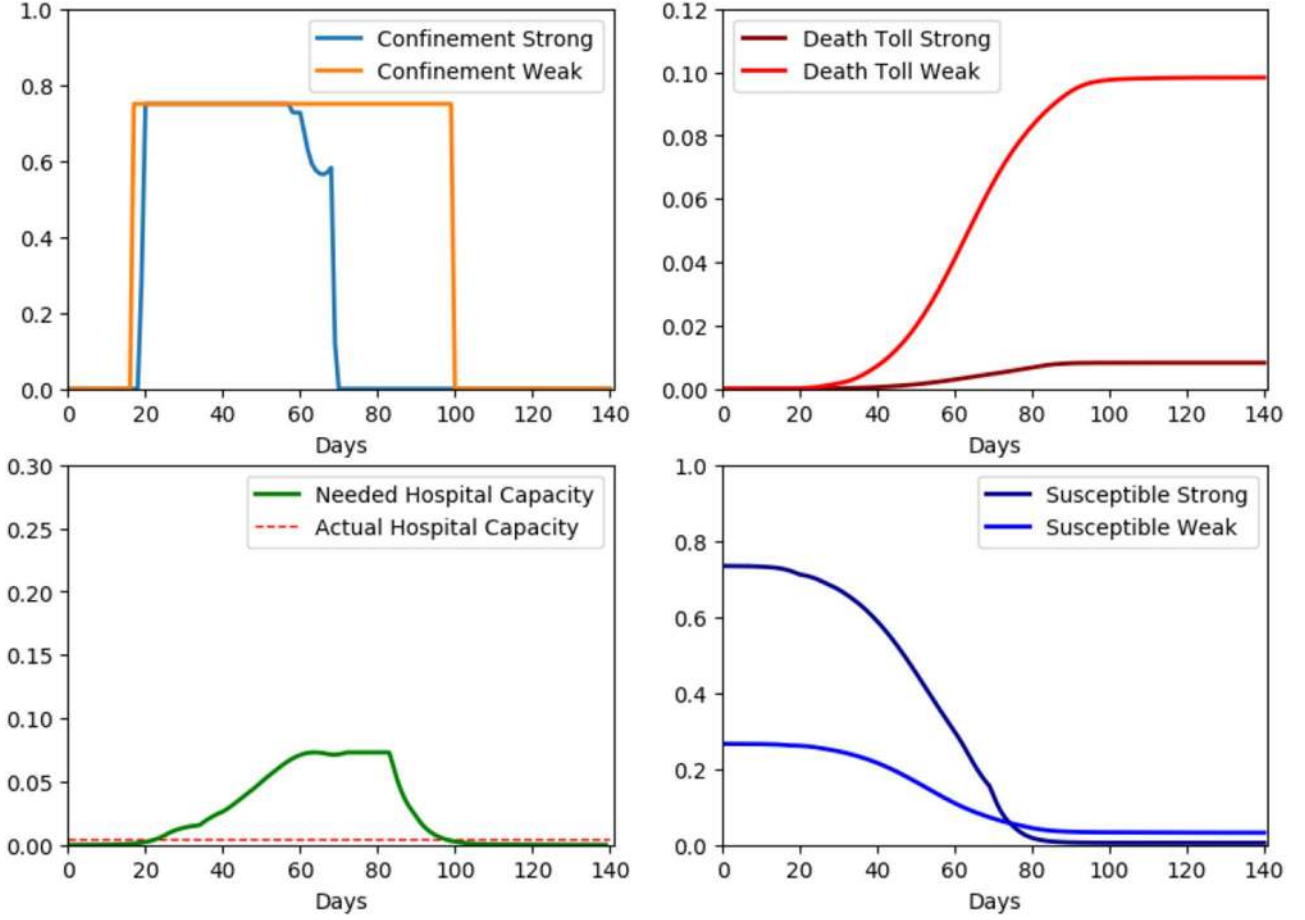 1.0
0.8
0.6
0.4
0.2
0.0
Confinement Strong
Confinement Weak
0 20 40 60 80 100 120 140
Days
0.12
0.10
0.08
0.06
0.04
0.02
0.00
Death Toll Strong
Death Toll Weak
0 20 40 60 80 100 120 140
Days
0.30
0.25
0.20
0.15
0.10
0.05
0.00
Needed Hospital Capacity
Actual Hospital Capacity
0 20 40 60 80 100 120 140
Days
1.0
0.8
0.6
0.4
0.2
0.0
Susceptible Strong
Susceptible Weak
0 20 40 60 80 100 120 140
Days